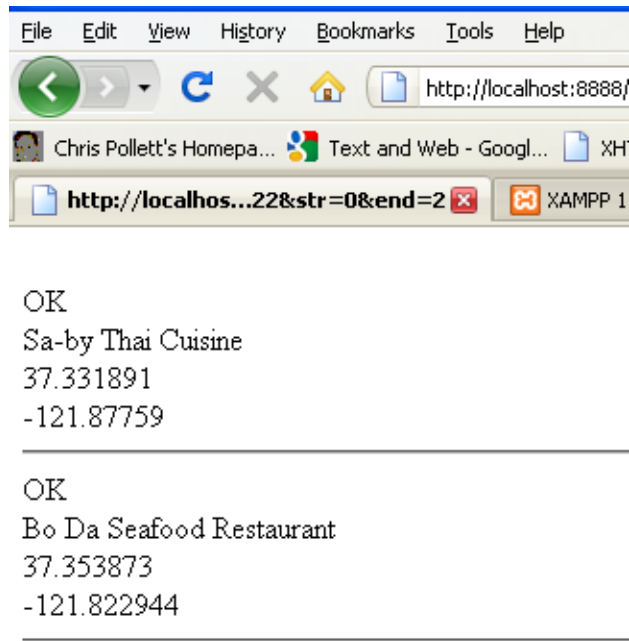 File Edit View History Bookmarks Tools Help
http://localhost:8888/
Chris Pollett's Homepa... Text and Web - Googl... XH
http://localhos...22&str=0&end=2 XAMPP 1
OK
Sa-by Thai Cuisine
37.331891
-121.87759
OK
Bo Da Seafood Restaurant
37.353873
-121.822944